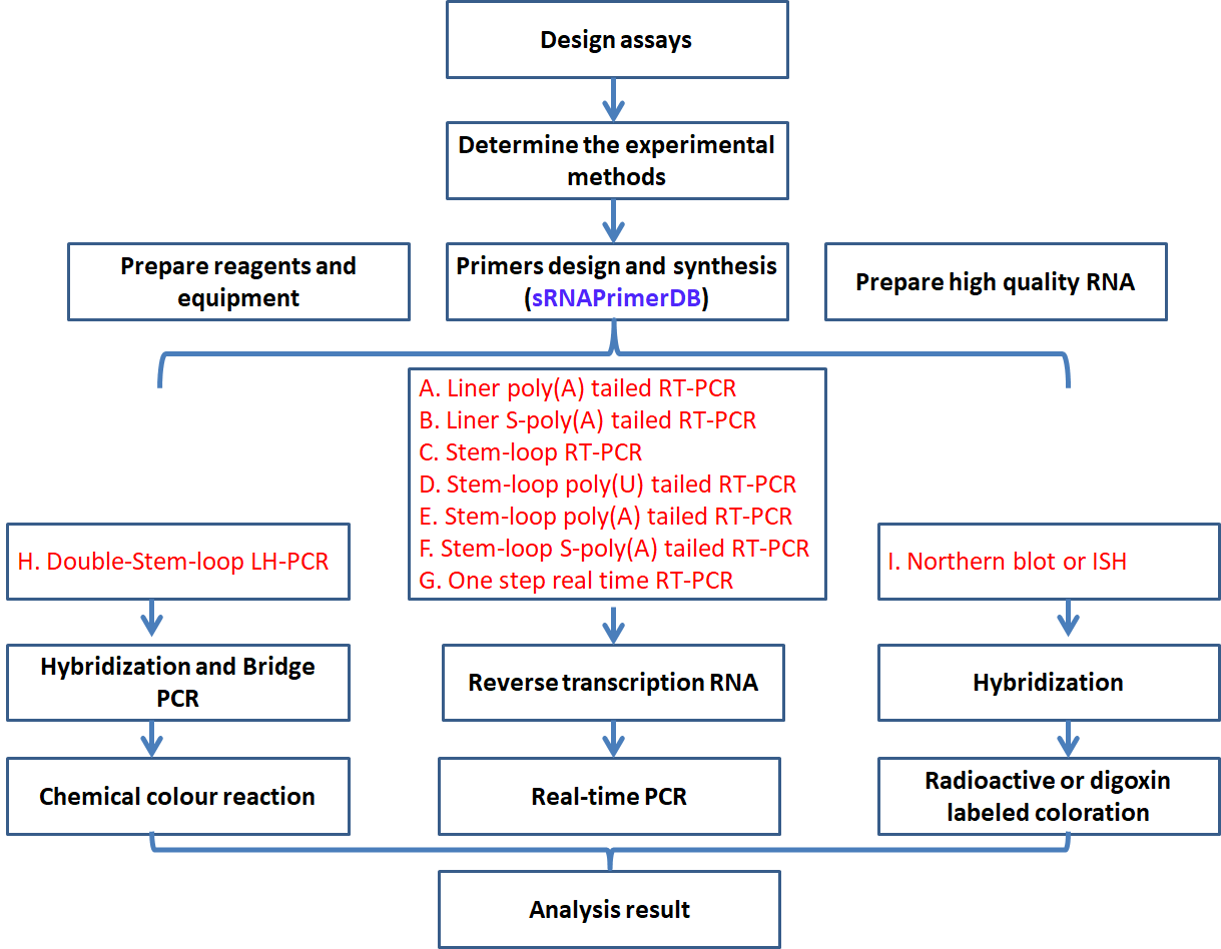 Design assays
Determine the experimental
methods
Prepare reagents and
equipment
Primers design and synthesis
(sRNAPrimerDB)
Prepare high quality RNA
A. Liner poly(A) tailed RT-PCR
B. Liner S-poly(A) tailed RT-PCR
C. Stem-loop RT-PCR
D. Stem-loop poly(U) tailed RT-PCR
E. Stem-loop poly(A) tailed RT-PCR
F. Stem-loop S-poly(A) tailed RT-PCR
G. One step real time RT-PCR
H. Double-Stem-loop LH-PCR
I. Northern blot or ISH
Hybridization and Bridge
PCR
Reverse transcription RNA
Hybridization
Chemical colour reaction
Real-time PCR
Radioactive or digoxin
labeled coloration
Analysis result